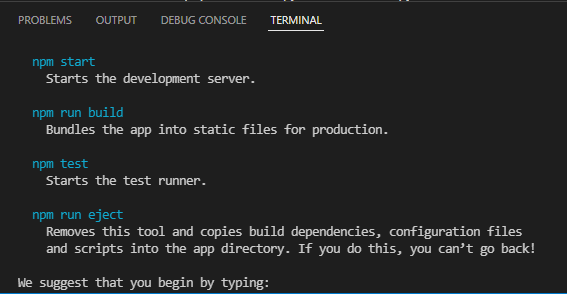 PROBLEMS OUTPUT DEBUG CONSOLE TERMINAL
npm start
Starts the development server.
npm run build
Bundles the app into static files for production.
npm test
Starts the test runner.
npm run eject
Removes this tool and copies build dependencies, configuration files
and scripts into the app directory. If you do this, you can’t go back!
We suggest that you begin by typing: